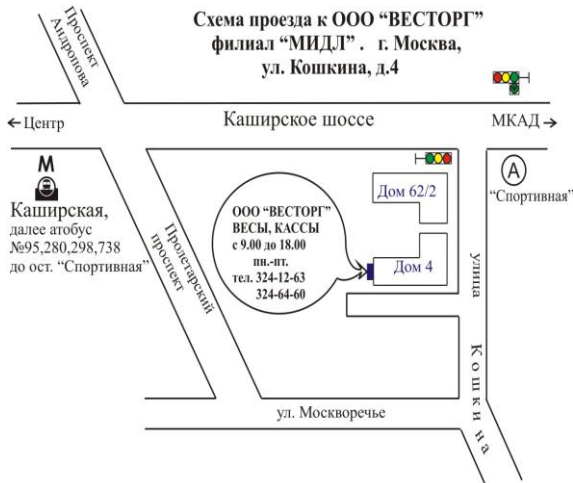 Схема проезда к ООО “ВЕСТОРГ”
филиал “МИДЛ” .   г. Москва,
ул. Кошкина, д.4
Проспект
Андропова
←Центр
Каширское шоссе
МКАД→
М
Каширская,
далее атобус
№95,280,298,738
до ост. “Спортивная”
Пролетарский
проспект
ООО “ВЕСТОРГ”
ВЕСЫ, КАССЫ
с 9.00 до 18.00
пн.-пт.
тел. 324-12-63
324-64-60
Дом 62/2
Дом 4
А
“Спортивная”
улица Кошкина
ул. Москворечье